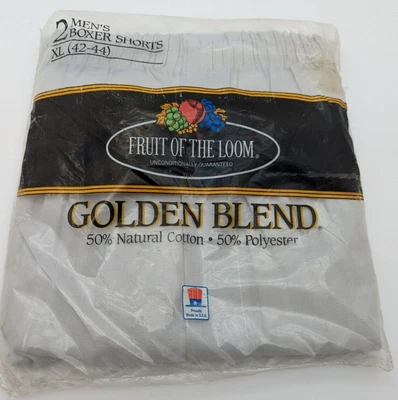 2 MEN'S
BOXER SHORTS
XL (42-44)
FRUIT OF THE LOOM®
UNCONDITIONALLY GUARANTEED
GOLDEN BLEND®
50% Natural Cotton • 50% Polyester
Proudly
Made in U.S.A.